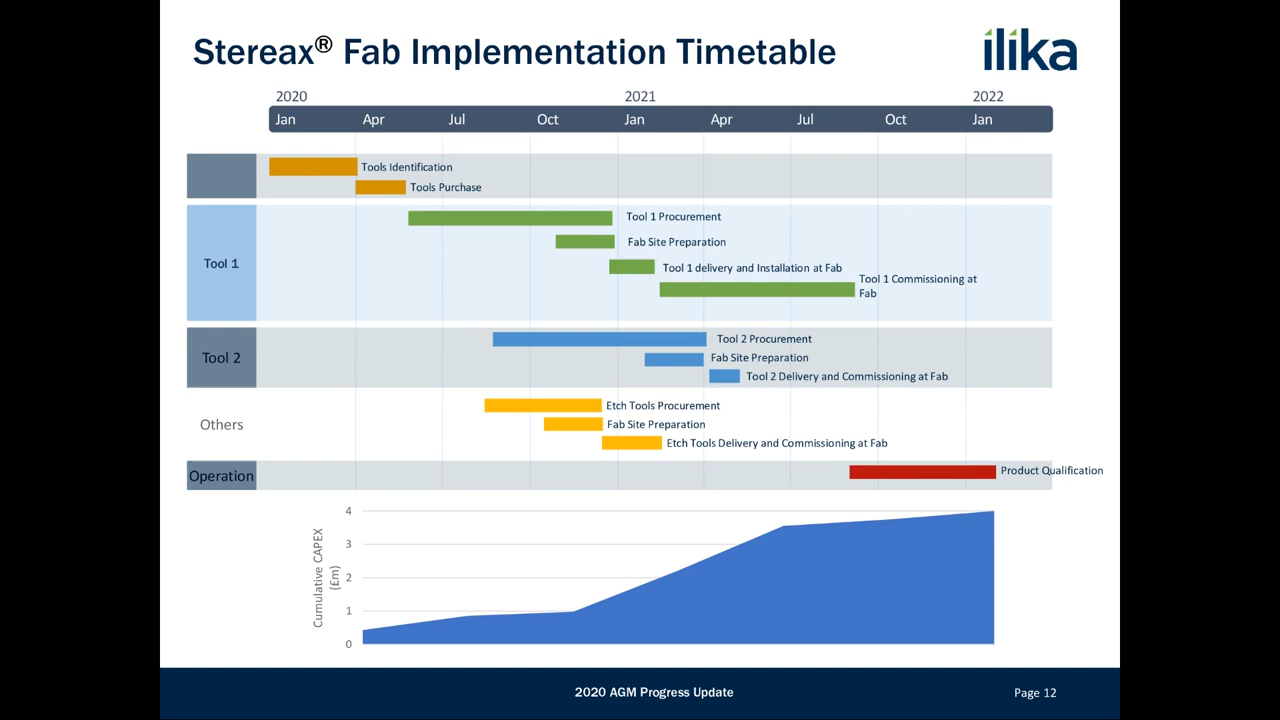 Stereax® Fab Implementation Timetable
ilika
2020 2021 2022
Jan Apr Jul Oct Jan Apr Jul Oct Jan
Tools Identification
Tools Purchase
Tool 1
Tool 1 Procurement
Fab Site Preparation
Tool 1 delivery and Installation at Fab
Tool 1 Commissioning at
Fab
Tool 2
Tool 2 Procurement
Fab Site Preparation
Tool 2 Delivery and Commissioning at Fab
Others
Etch Tools Procurement
Fab Site Preparation
Etch Tools Delivery and Commissioning at Fab
Operation
Product Qualification
Cumulative CAPEX
(£m)
4
3
2
1
0
2020 AGM Progress Update
Page 12